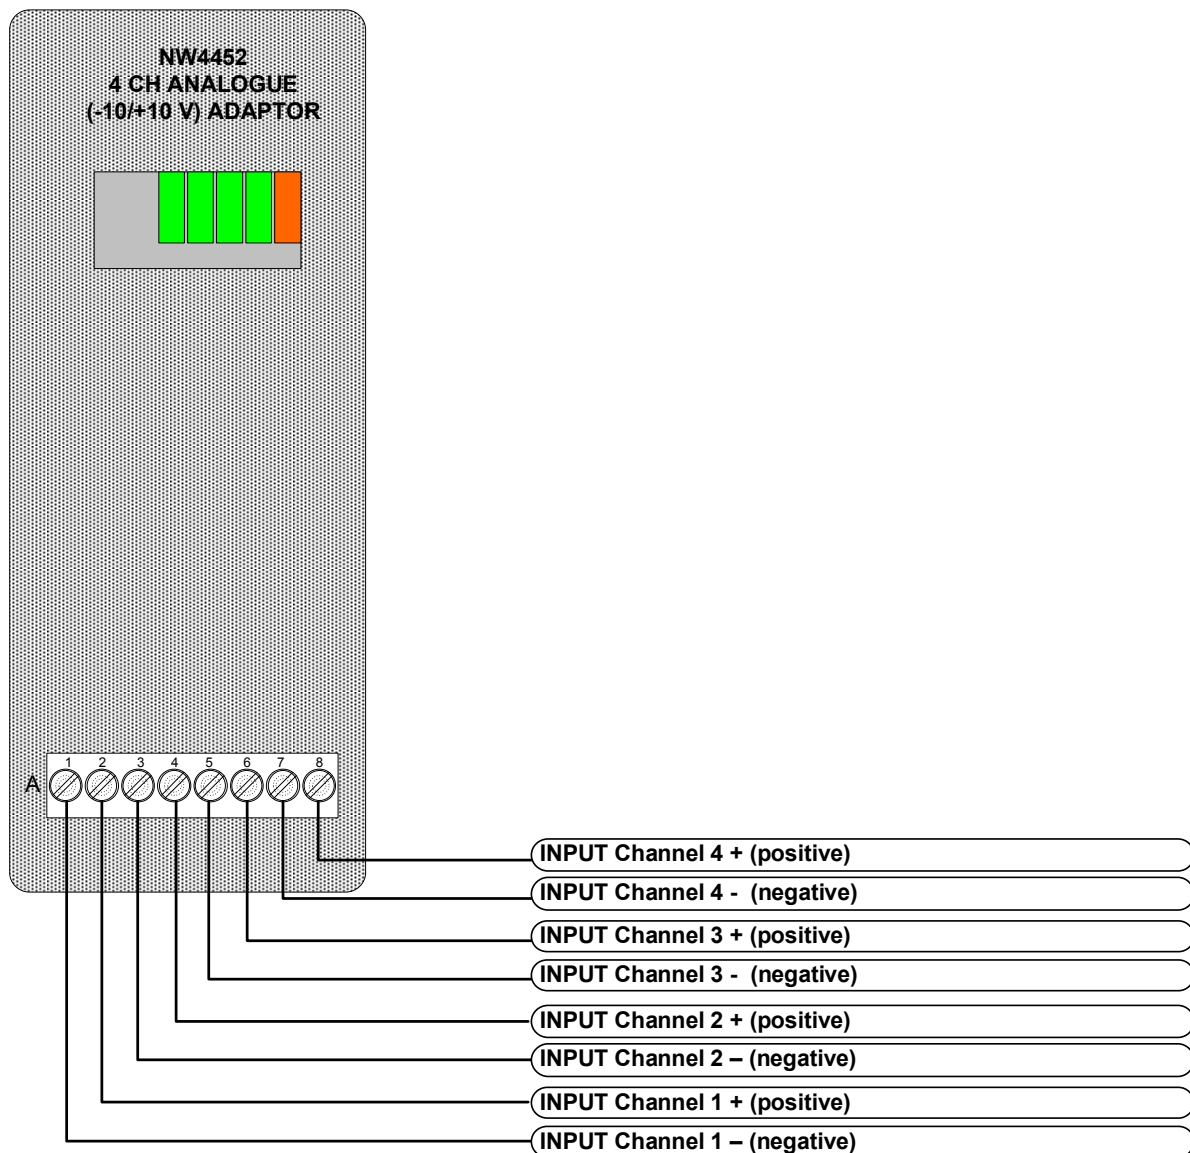 NW4452
4 CH ANALOGUE
(-10/+10 V) ADAPTOR
1 2 3 4 5 6 7 8
A
INPUT Channel 4 + (positive)
INPUT Channel 4 - (negative)
INPUT Channel 3 + (positive)
INPUT Channel 3 - (negative)
INPUT Channel 2 + (positive)
INPUT Channel 2 – (negative)
INPUT Channel 1 + (positive)
INPUT Channel 1 – (negative)